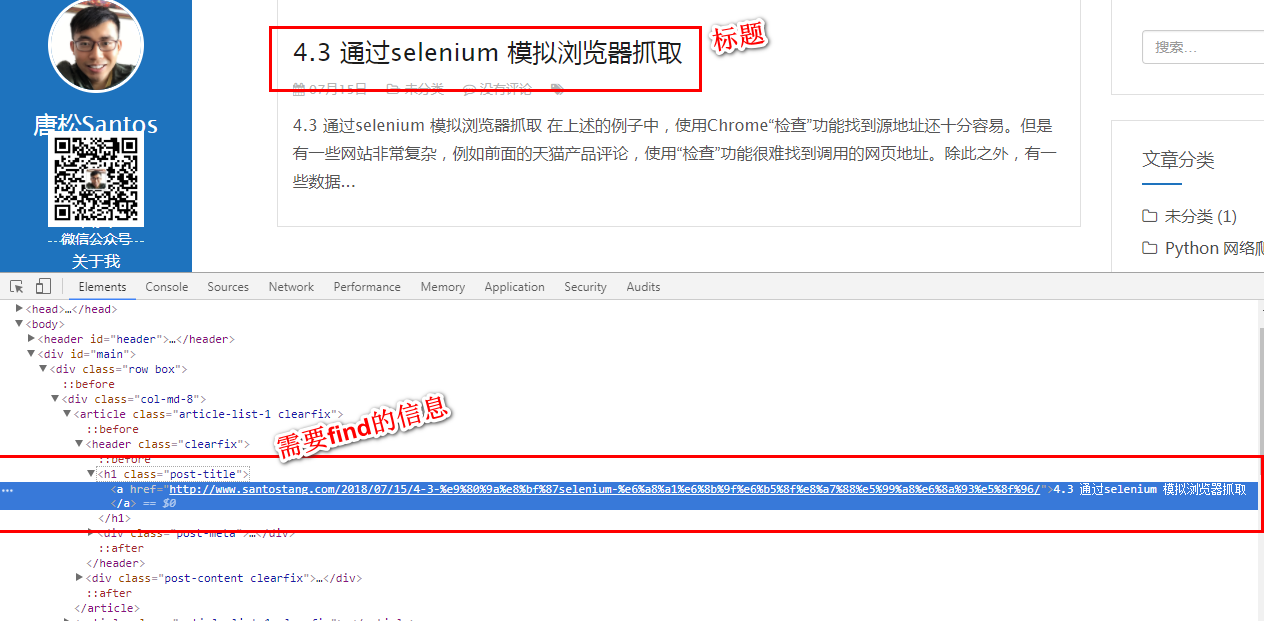 4.3 通过selenium 模拟浏览器抓取
标题
搜索...
07月15日 未分类 没有评论
唐松Santos
4.3 通过selenium 模拟浏览器抓取 在上述的例子中，使用Chrome“检查”功能找到源地址还十分容易。但是
有一些网站非常复杂，例如前面的天猫产品评论，使用“检查”功能很难找到调用的网页地址。除此之外，有一
些数据...
文章分类
未分类 (1)
微信公众号
Python 网络爬
关于我
Elements Console Sources Network Performance Memory Application Security Audits
<head>…</head>
<body>
<header id="header">…</header>
<div id="main">
<div class="row box">
::before
<div class="col-md-8">
<article class="article-list-1 clearfix">
::before
需要find的信息
<header class="clearfix">
::before
<h1 class="post-title">
<a href="http://www.santostang.com/2018/07/15/4-3-%e9%80%9a%e8%bf%87selenium-%e6%a8%a1%e6%8b%9f%e6%b5%8f%e8%a7%88%e5%99%a8%e6%8a%93%e5%8f%96/">4.3 通过selenium 模拟浏览器抓取
</a> == $0
</h1>
<div class="post-meta">…</div>
::after
</header>
<div class="post-content clearfix">…</div>
::after
</article>